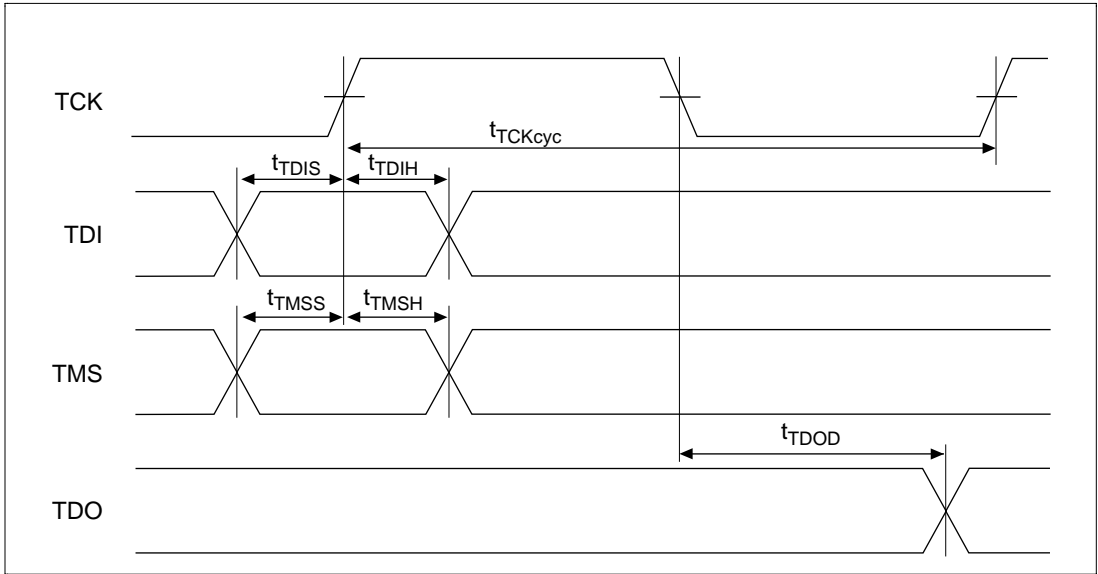 TCK
tTCKcyc
tTDIS tTDIH
TDI
tTMSS tTMSH
TMS
tTDOD
TDO